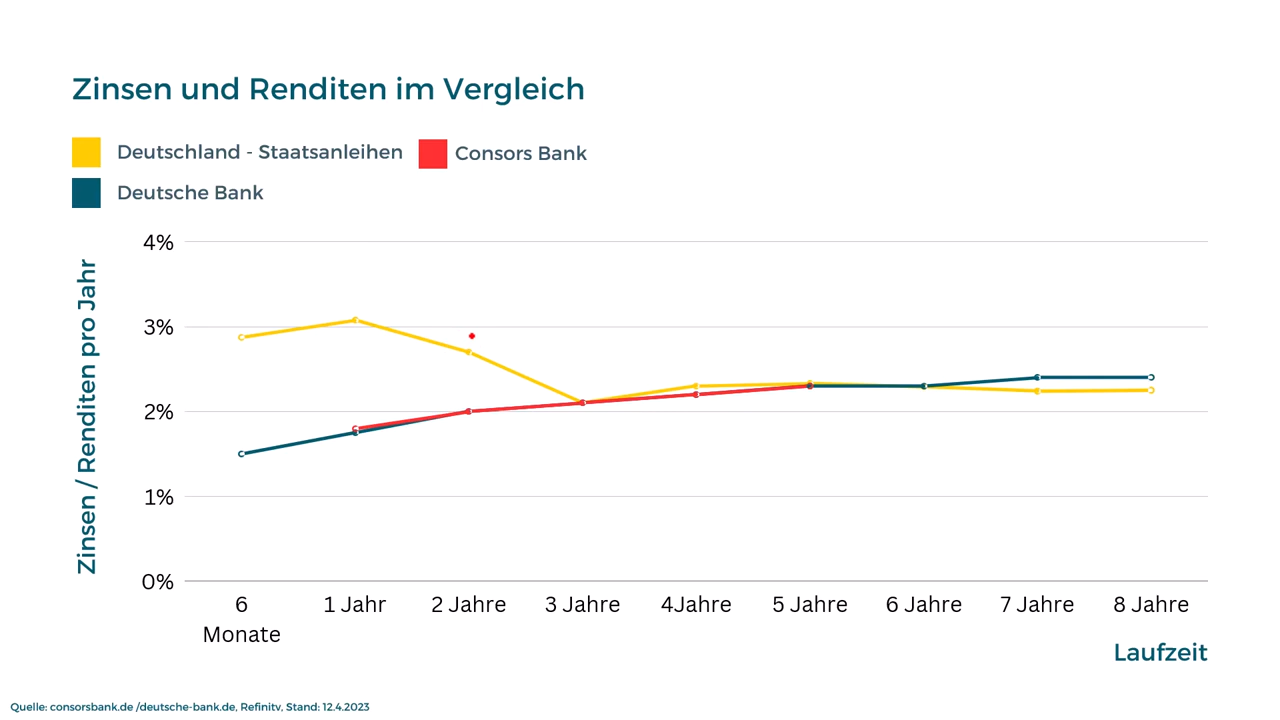 Zinsen und Renditen im Vergleich
Deutschland - Staatsanleihen
Consors Bank
Deutsche Bank
Zinsen / Renditen pro Jahr
4%
3%
2%
1%
0%
6 Monate
1 Jahr
2 Jahre
3 Jahre
4Jahre
5 Jahre
6 Jahre
7 Jahre
8 Jahre
Laufzeit
Quelle: consorsbank.de /deutsche-bank.de, Refinitv, Stand: 12.4.2023